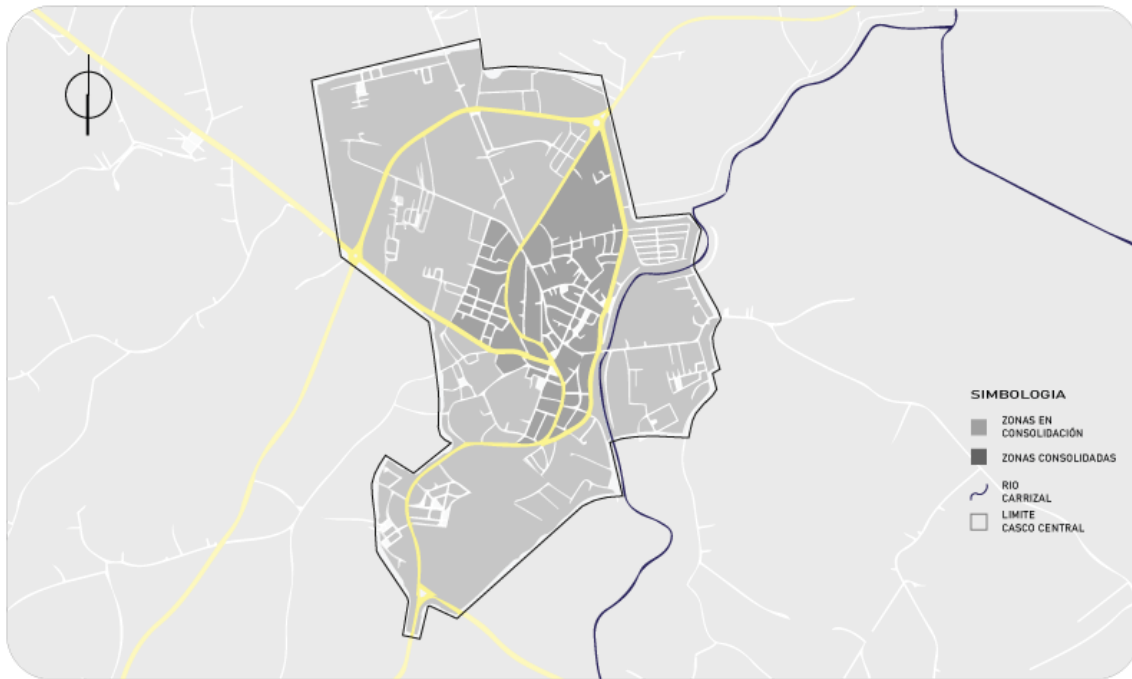 SIMBOLOGIA
ZONAS EN
CONSOLIDACIÓN
ZONAS CONSOLIDADAS
RIO
CARRIZAL
LIMITE
CASCO CENTRAL